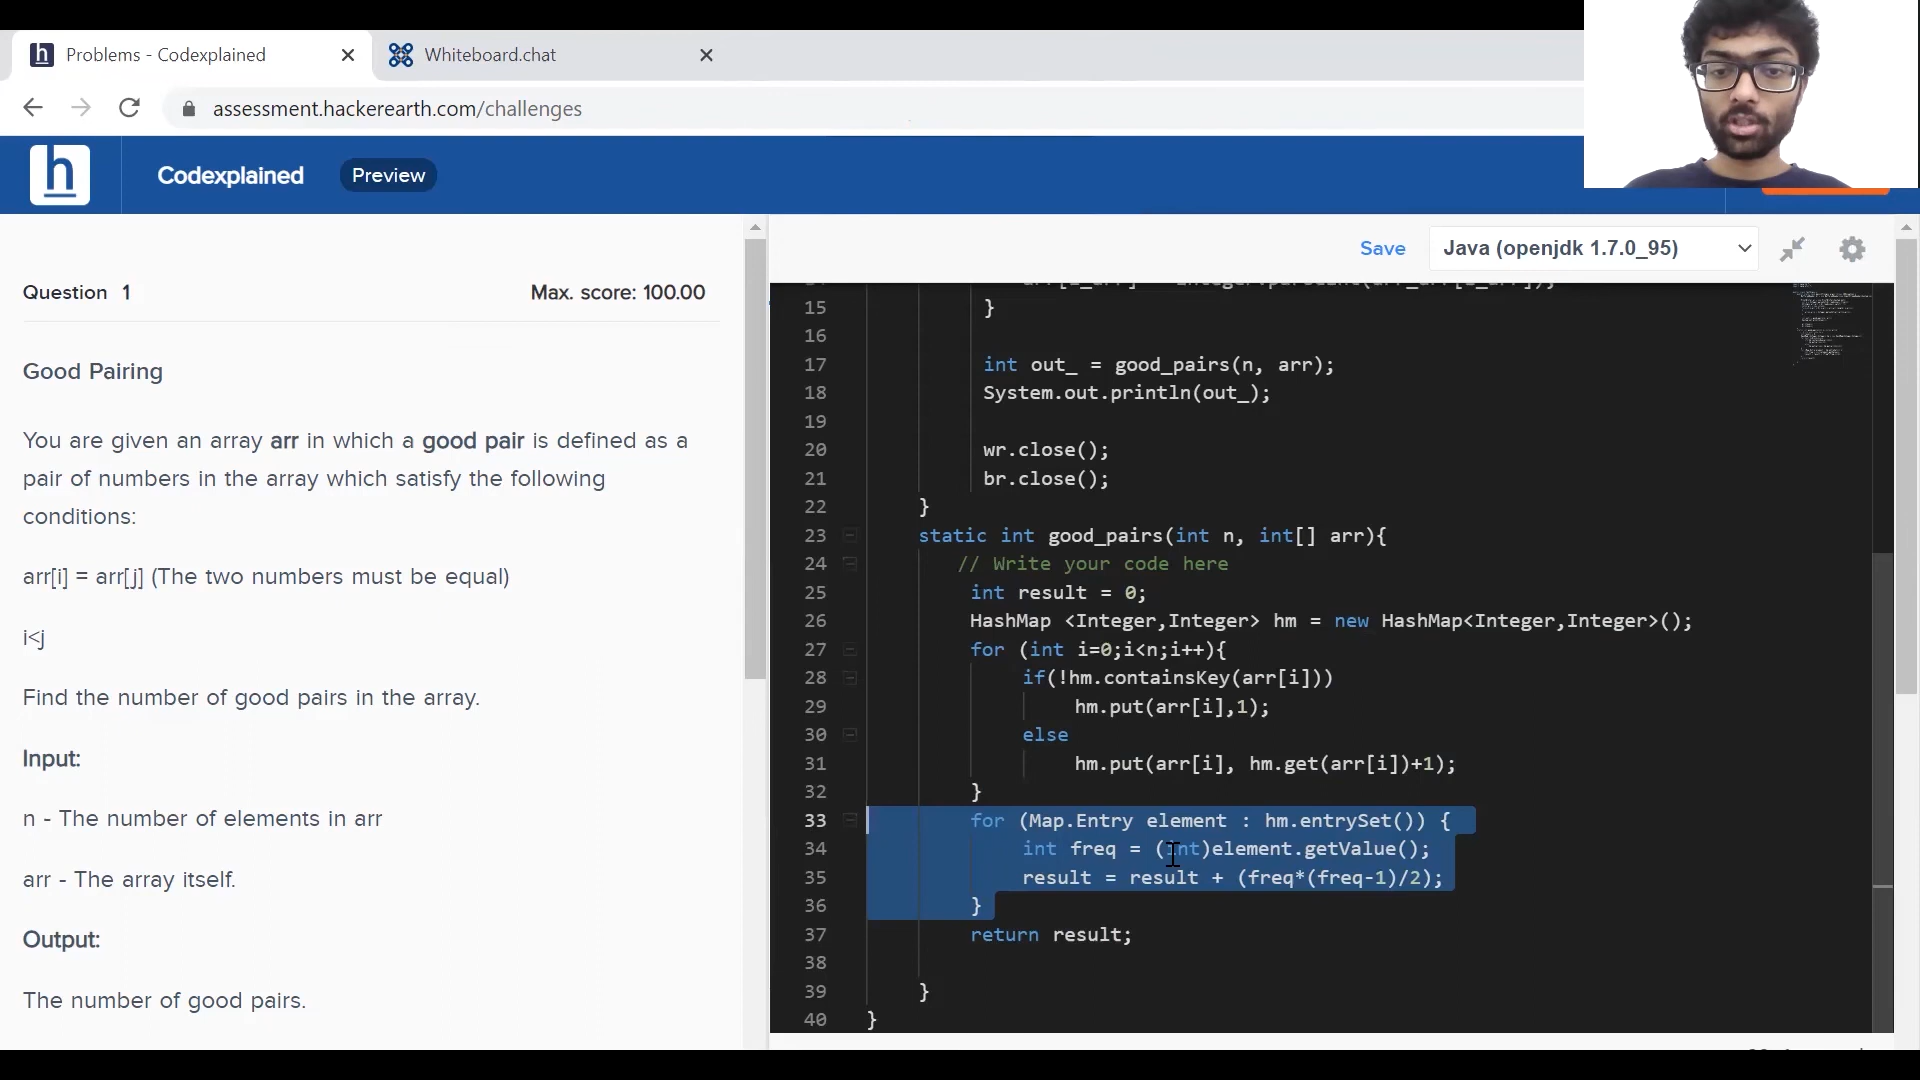 Problems - Codexplained
Whiteboard.chat
assessment.hackerearth.com/challenges
h
Codexplained
Preview
Save
Java (openjdk 1.7.0_95)
Question 1
Max. score: 100.00
Good Pairing
You are given an array arr in which a good pair is defined as a
pair of numbers in the array which satisfy the following
conditions:
arr[i] = arr[j] (The two numbers must be equal)
i<j
Find the number of good pairs in the array.
Input:
n - The number of elements in arr
arr - The array itself.
Output:
The number of good pairs.
15 }
16
17 int out_ = good_pairs(n, arr);
18 System.out.println(out_);
19
20 wr.close();
21 br.close();
22 }
23 static int good_pairs(int n, int[] arr){
24 // Write your code here
25 int result = 0;
26 HashMap <Integer,Integer> hm = new HashMap<Integer,Integer>();
27 for (int i=0;i<n;i++){
28 if(!hm.containsKey(arr[i]))
29 hm.put(arr[i],1);
30 else
31 hm.put(arr[i], hm.get(arr[i])+1);
32 }
33 for (Map.Entry element : hm.entrySet()) {
34 int freq = (int)element.getValue();
35 result = result + (freq*(freq-1)/2);
36 }
37 return result;
38
39 }
40 }